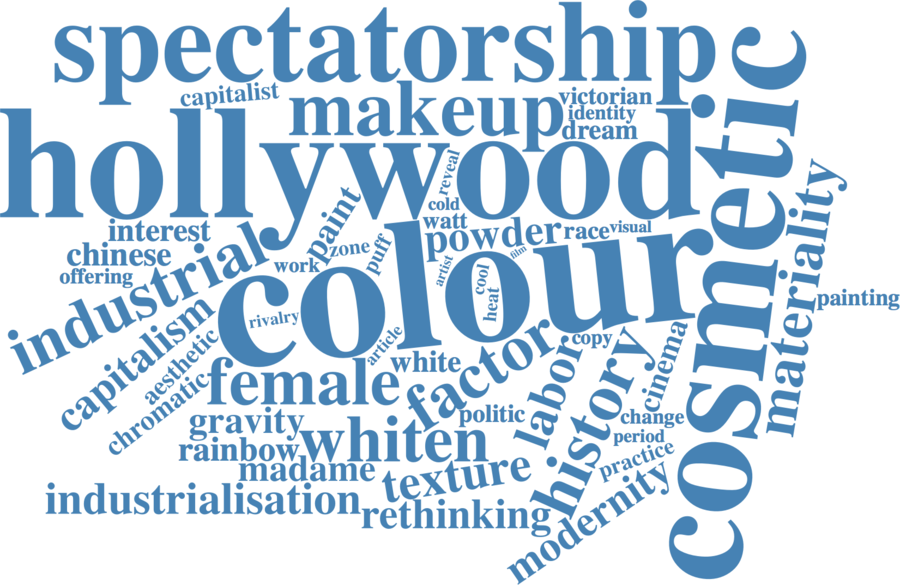 spectatorship
capitalist
makeup
victorian
identity
dream
cosmetic
hollywood
reveal
cold
watt
paint
interest
chinese
offering
industrial
work
zone
puff
powder
race
visual
artist
film
cool
heat
colour
rivalry
article
materiality
painting
capitalism
aesthetic
chromatic
female
white
factor
copy
labor
history
cinema
change
period
practice
politic
gravity
rainbow
whiten
madame
texture
industrialisation
rethinking
modernity